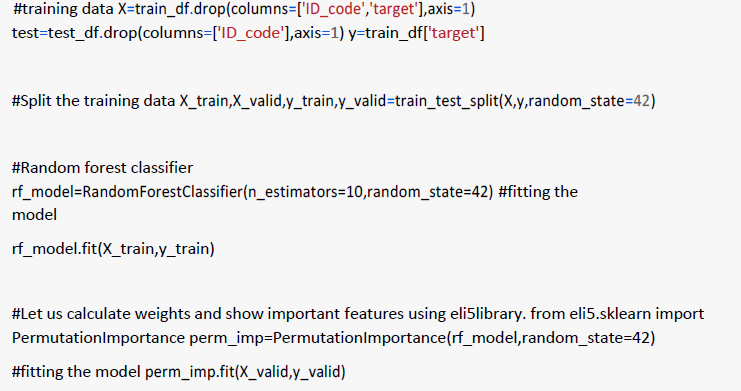 #training data X=train_df.drop(columns=['ID_code','target'],axis=1)
test=test_df.drop(columns=['ID_code'],axis=1) y=train_df['target']
#Split the training data X_train,X_valid,y_train,y_valid=train_test_split(X,y,random_state=42)
#Random forest classifier
rf_model=RandomForestClassifier(n_estimators=10,random_state=42) #fitting the
model
rf_model.fit(X_train,y_train)
#Let us calculate weights and show important features using eli5library. from eli5.sklearn import
PermutationImportance perm_imp=PermutationImportance(rf_model,random_state=42)
#fitting the model perm_imp.fit(X_valid,y_valid)